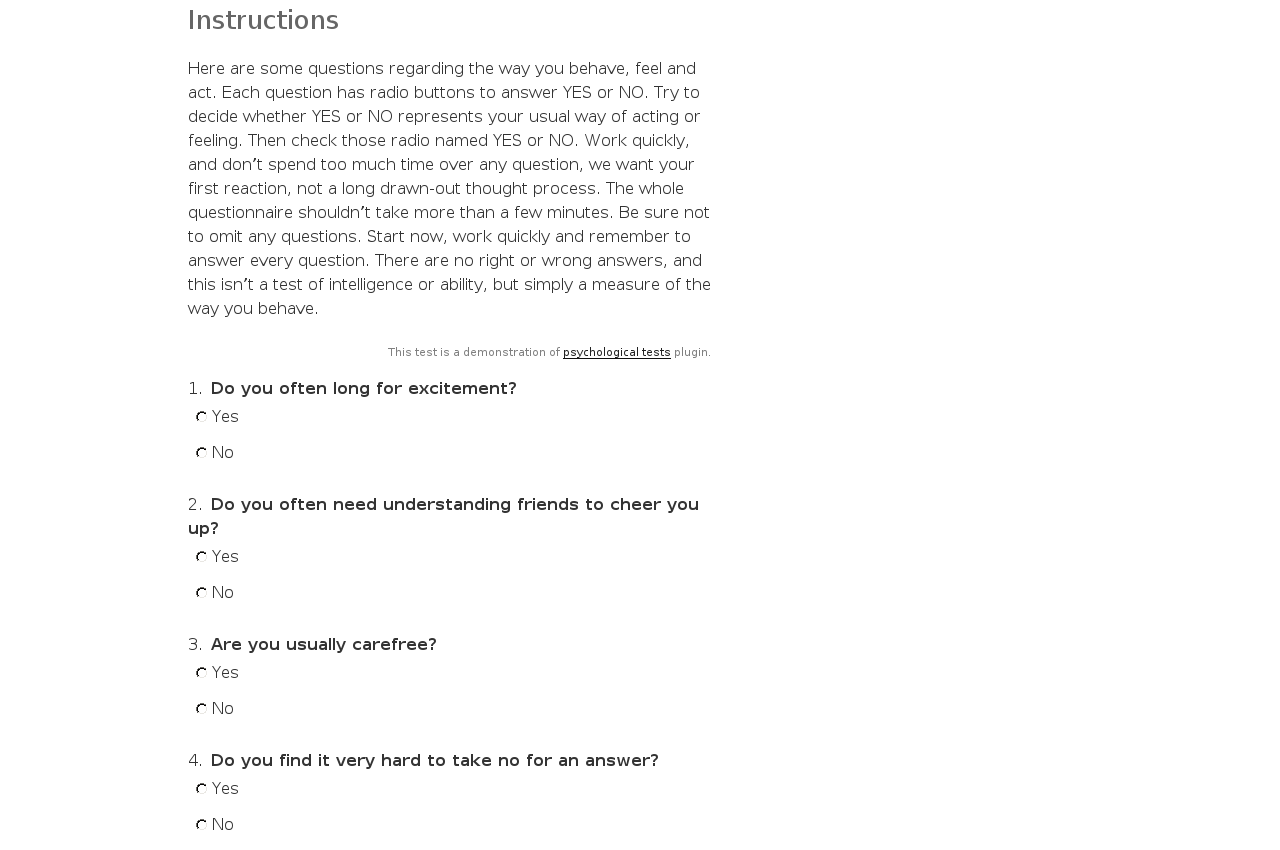 Instructions
Here are some questions regarding the way you behave, feel and
act. Each question has radio buttons to answer YES or NO. Try to
decide whether YES or NO represents your usual way of acting or
feeling. Then check those radio named YES or NO. Work quickly,
and don't spend too much time over any question, we want your
first reaction, not a long drawn-out thought process. The whole
questionnaire shouldn't take more than a few minutes. Be sure not
to omit any questions. Start now, work quickly and remember to
answer every question. There are no right or wrong answers, and
this isn't a test of intelligence or ability, but simply a measure of the
way you behave.
This test is a demonstration of psychological tests plugin.
1. Do you often long for excitement?
Yes
No
2. Do you often need understanding friends to cheer you
up?
Yes
No
3. Are you usually carefree?
Yes
No
4. Do you find it very hard to take no for an answer?
Yes
No